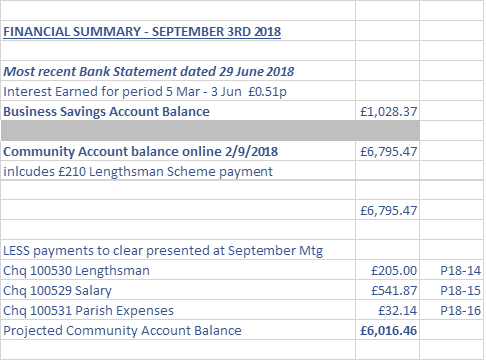 FINANCIAL SUMMARY - SEPTEMBER 3RD 2018
Most recent Bank Statement dated 29 June 2018
Interest Earned for period 5 Mar - 3 Jun £0.51p
Business Savings Account Balance £1,028.37
Community Account balance online 2/9/2018 £6,795.47
inlcudes £210 Lengthsman Scheme payment
£6,795.47
LESS payments to clear presented at September Mtg
Chq 100530 Lengthsman £205.00 P18-14
Chq 100529 Salary £541.87 P18-15
Chq 100531 Parish Expenses £32.14 P18-16
Projected Community Account Balance £6,016.46